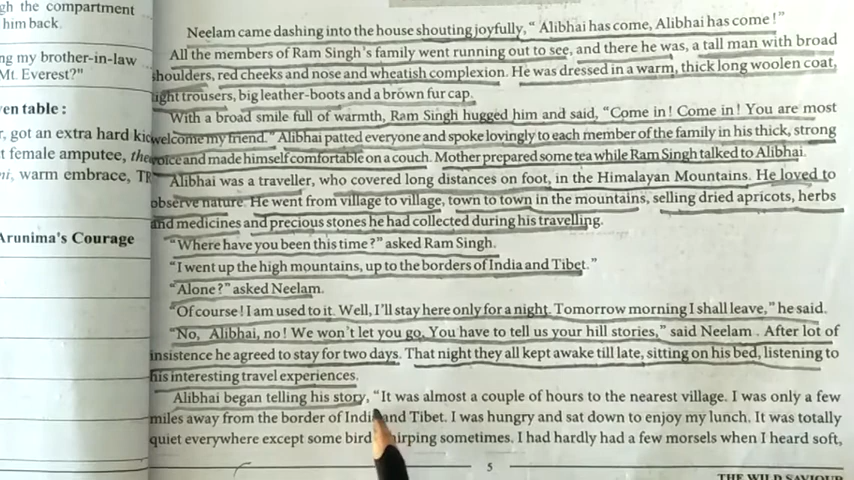 gh the compartment
him back.
ng my brother-in-law
Mt. Everest?"
en table :
r, got an extra hard kic
t female amputee, the
ni, warm embrace, TR
Arunima's Courage
Neelam came dashing into the house shouting joyfully, " Alibhai has come, Alibhai has come !"
All the members of Ram Singh's family went running out to see, and there he was, a tall man with broad
shoulders, red cheeks and nose and wheatish complexion. He was dressed in a warm, thick long woolen coat,
tight trousers, big leather-boots and a brown fur cap.
With a broad smile full of warmth, Ram Singh hugged him and said, "Come in! Come in! You are most
welcome my friend." Alibhai patted everyone and spoke lovingly to each member of the family in his thick, strong
voice and made himself comfortable on a couch. Mother prepared some tea while Ram Singh talked to Alibhai.
Alibhai was a traveller, who covered long distances on foot, in the Himalayan Mountains. He loved to
observe nature. He went from village to village, town to town in the mountains, selling dried apricots, herbs
and medicines and precious stones he had collected during his travelling.
"Where have you been this time?" asked Ram Singh.
"I went up the high mountains, up to the borders of India and Tibet."
"Alone?" asked Neelam.
"Of course! I am used to it. Well, I'll stay here only for a night. Tomorrow morning I shall leave," he said.
"No, Alibhai, no! We won't let you go. You have to tell us your hill stories," said Neelam . After lot of
insistence he agreed to stay for two days. That night they all kept awake till late, sitting on his bed, listening to
his interesting travel experiences.
Alibhai began telling his story, "It was almost a couple of hours to the nearest village. I was only a few
miles away from the border of India and Tibet. I was hungry and sat down to enjoy my lunch. It was totally
quiet everywhere except some bird hirping sometimes. I had hardly had a few morsels when I heard soft,
5
THE WILD SAVIOUR